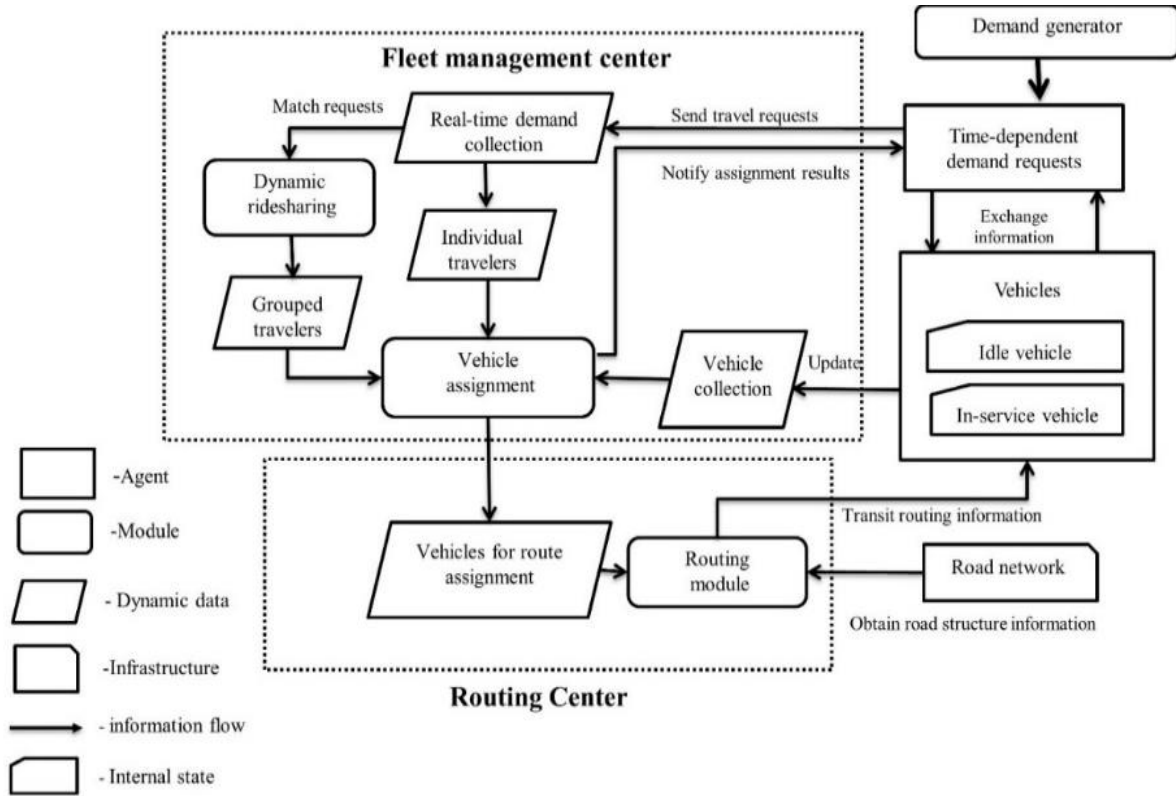 Demand generator
Fleet management center
Match requests
Real-time demand
collection
Send travel requests
Time-dependent
demand requests
Notify assignment results
Dynamic
ridesharing
Individual
travelers
Exchange
information
Grouped
travelers
Vehicles
Idle vehicle
In-service vehicle
Vehicle
assignment
Vehicle
collection
Update
-Agent
-Module
- Dynamic data
-Infrastructure
- information flow
- Internal state
Vehicles for route
assignment
Routing
module
Transit routing information
Road network
Obtain road structure information
Routing Center